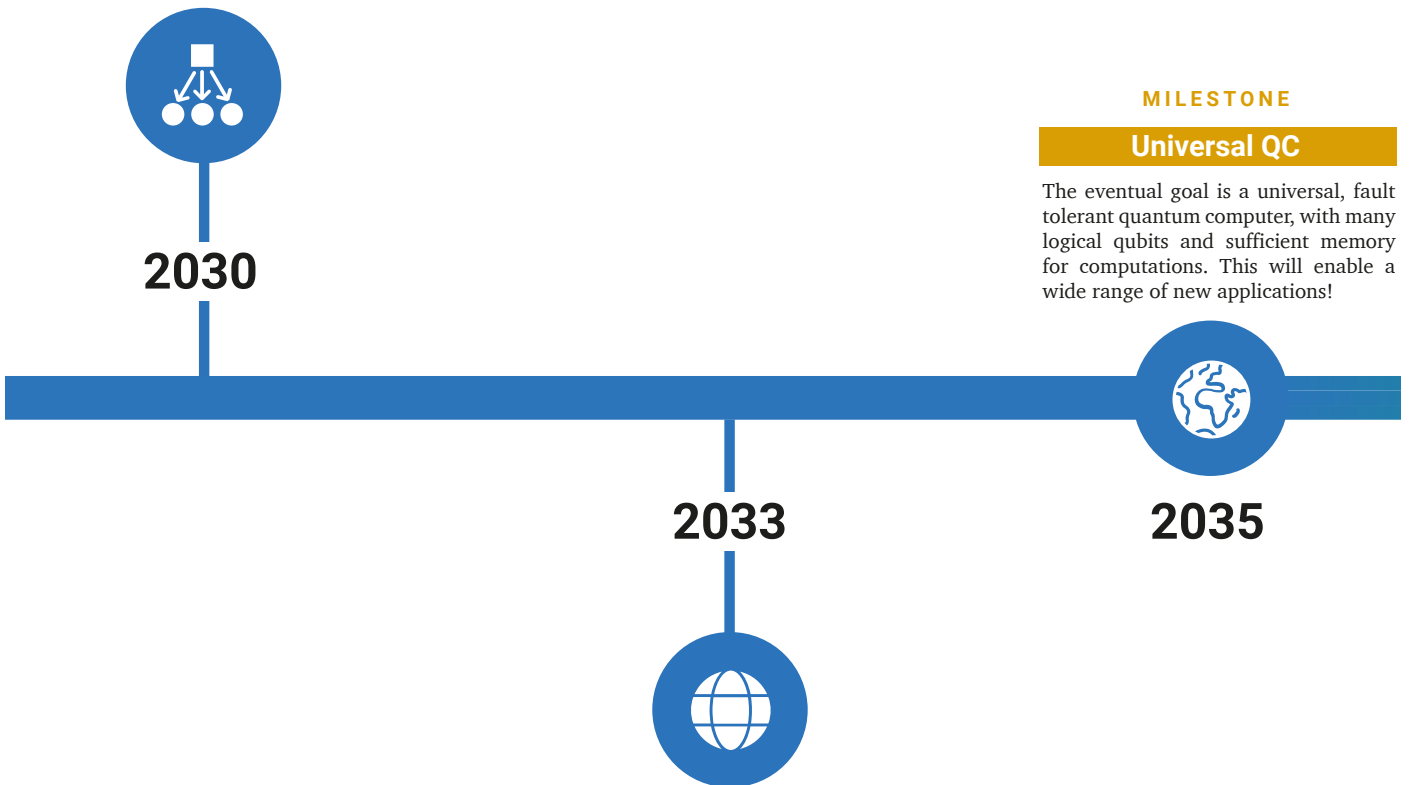 2030
MILESTONE
Universal QC
The eventual goal is a universal, fault
tolerant quantum computer, with many
logical qubits and sufficient memory
for computations. This will enable a
wide range of new applications!
2033
2035